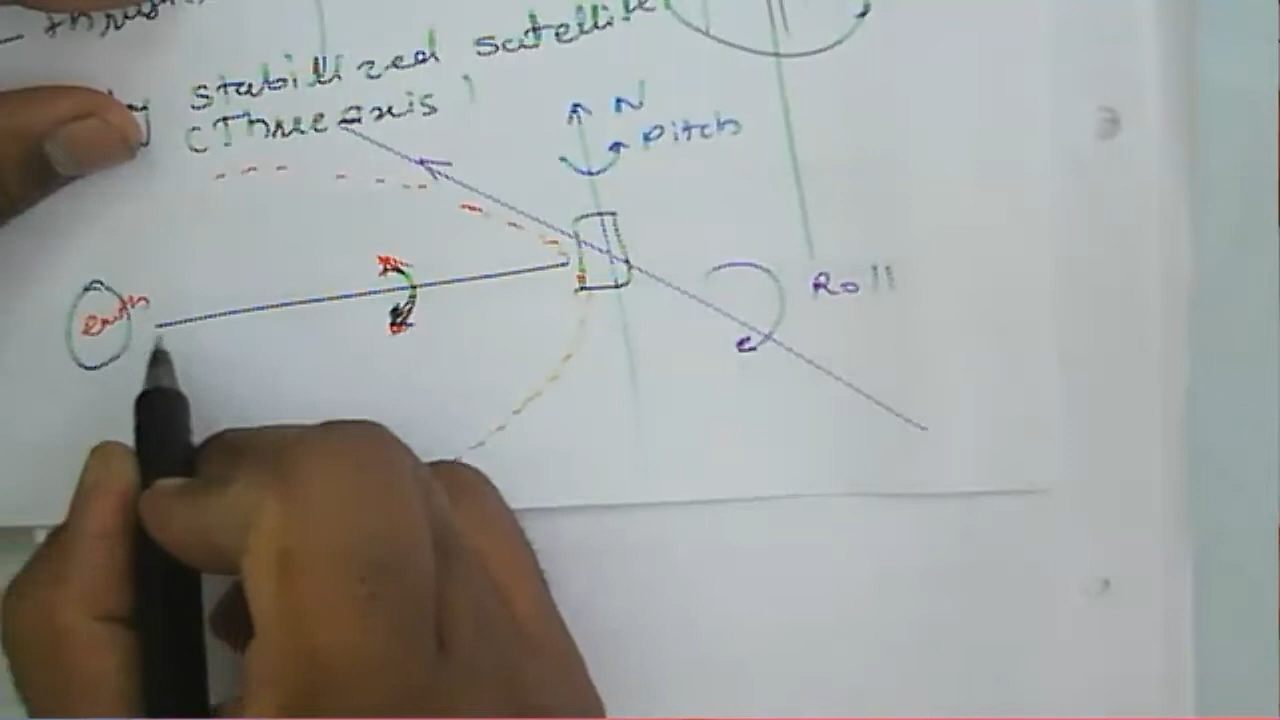 stabilized satellite
(Three axis)
N
Pitch
Roll
earth